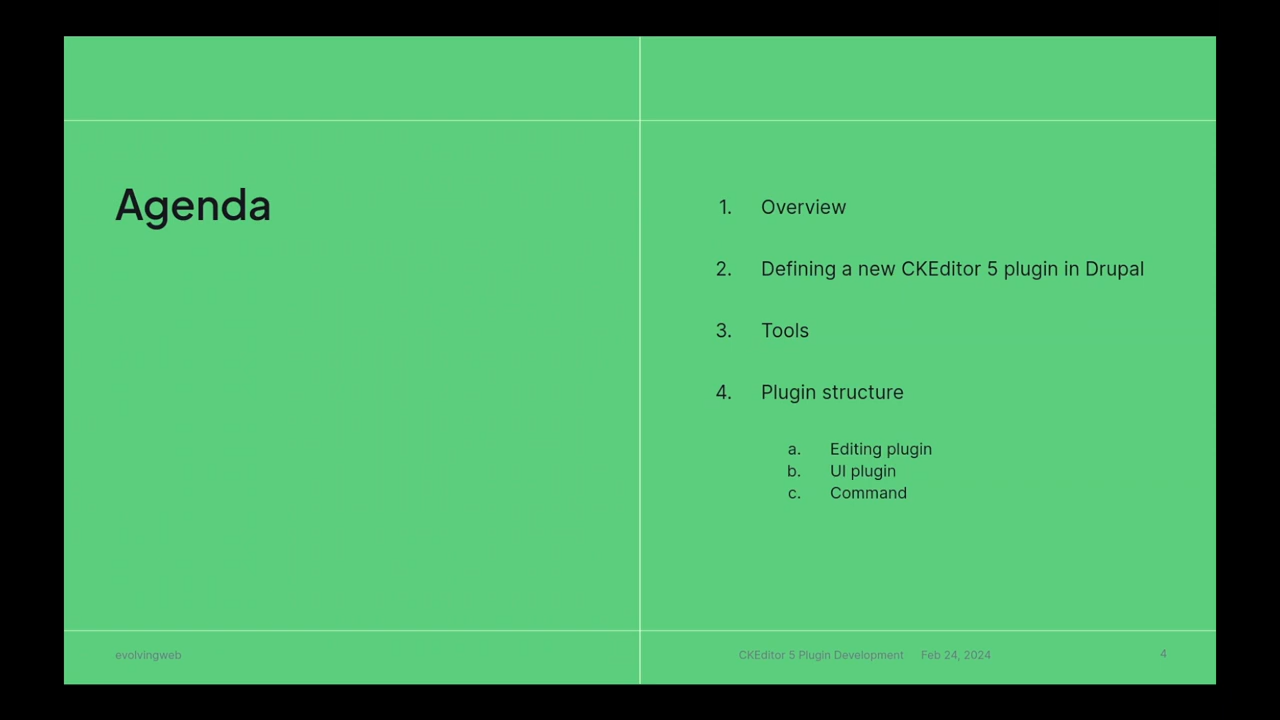 Agenda
1. Overview
2. Defining a new CKEditor 5 plugin in Drupal
3. Tools
4. Plugin structure
a. Editing plugin
b. UI plugin
c. Command
evolvingweb
CKEditor 5 Plugin Development Feb 24, 2024
4